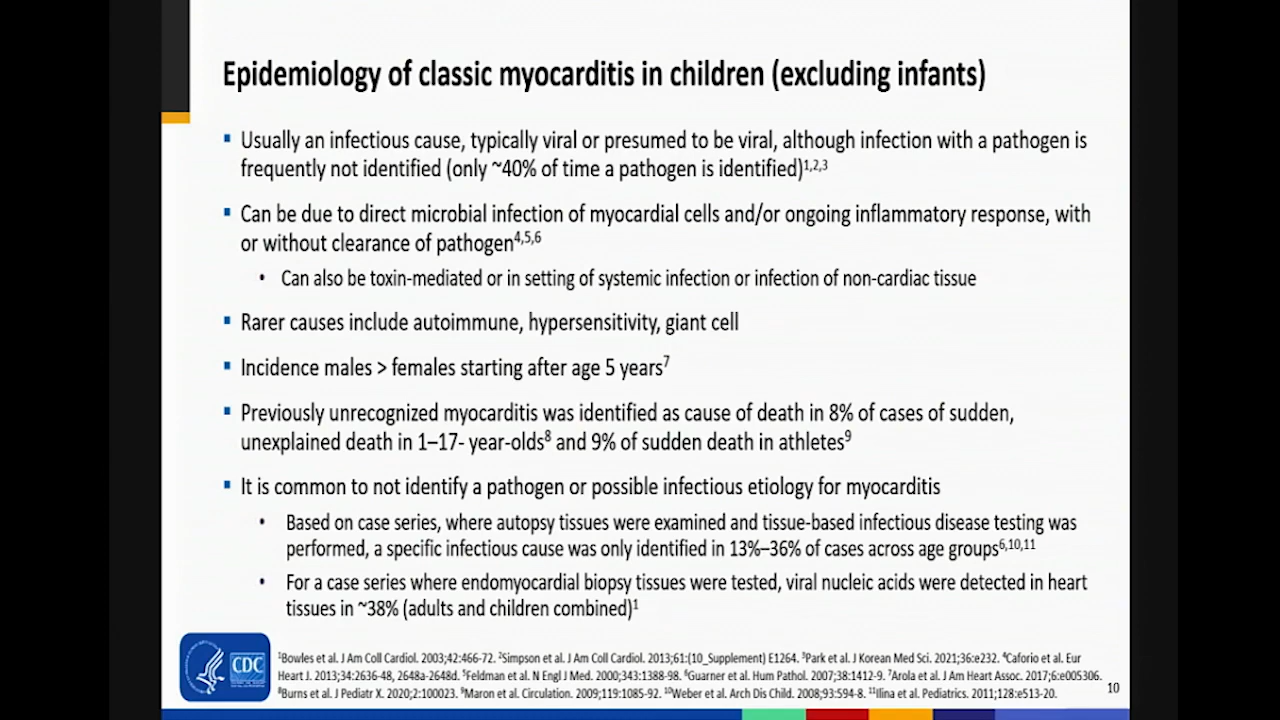 Epidemiology of classic myocarditis in children (excluding infants)
▪ Usually an infectious cause, typically viral or presumed to be viral, although infection with a pathogen is
frequently not identified (only ~40% of time a pathogen is identified)1,2,3
▪ Can be due to direct microbial infection of myocardial cells and/or ongoing inflammatory response, with
or without clearance of pathogen4,5,6
• Can also be toxin-mediated or in setting of systemic infection or infection of non-cardiac tissue
▪ Rarer causes include autoimmune, hypersensitivity, giant cell
▪ Incidence males > females starting after age 5 years7
▪ Previously unrecognized myocarditis was identified as cause of death in 8% of cases of sudden,
unexplained death in 1–17- year-olds8 and 9% of sudden death in athletes9
▪ It is common to not identify a pathogen or possible infectious etiology for myocarditis
• Based on case series, where autopsy tissues were examined and tissue-based infectious disease testing was
performed, a specific infectious cause was only identified in 13%–36% of cases across age groups6,10,11
• For a case series where endomyocardial biopsy tissues were tested, viral nucleic acids were detected in heart
tissues in ~38% (adults and children combined)1
CDC
1Bowles et al. J Am Coll Cardiol. 2003;42:466-72. 2Simpson et al. J Am Coll Cardiol. 2013;61:(10_Supplement) E1264. 3Park et al. J Korean Med Sci. 2021;36:e232. 4Caforio et al. Eur
Heart J. 2013;34:2636-48, 2648a-2648d. 5Feldman et al. N Engl J Med. 2000;343:1388-98. 6Guarner et al. Hum Pathol. 2007;38:1412-9. 7Arola et al. J Am Heart Assoc. 2017;6:e005306.
8Burns et al. J Pediatr X. 2020;2:100023. 9Maron et al. Circulation. 2009;119:1085-92. 10Weber et al. Arch Dis Child. 2008;93:594-8. 11Ilina et al. Pediatrics. 2011;128:e513-20.
10